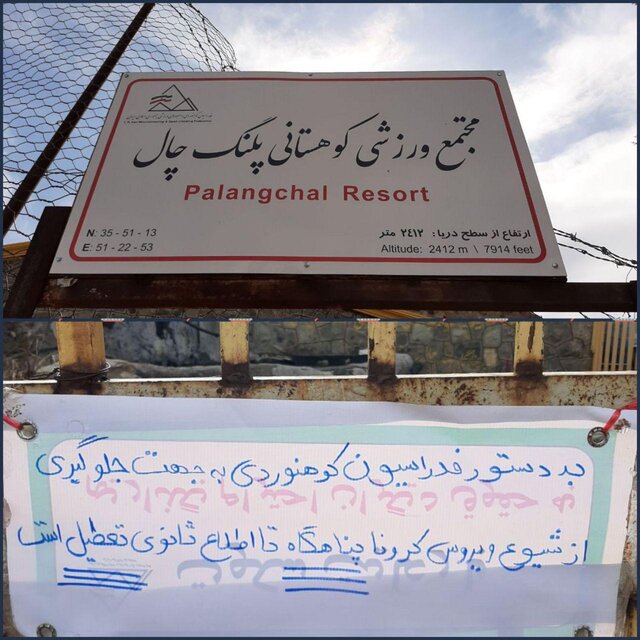 مجتمع ورزشی کوهستانی پلنگ چال
Palangchal Resort
N: 35 - 51 - 13
E: 51 - 22 - 53
ارتفاع از سطح دریا: ۲۴۱۲ متر
Altitude: 2412 m \ 7914 feet
به دستور فدراسیون کوهنوردی به جهت جلوگیری
از شیوع ویروس کرونا پناهگاه تا اطلاع ثانوی تعطیل است